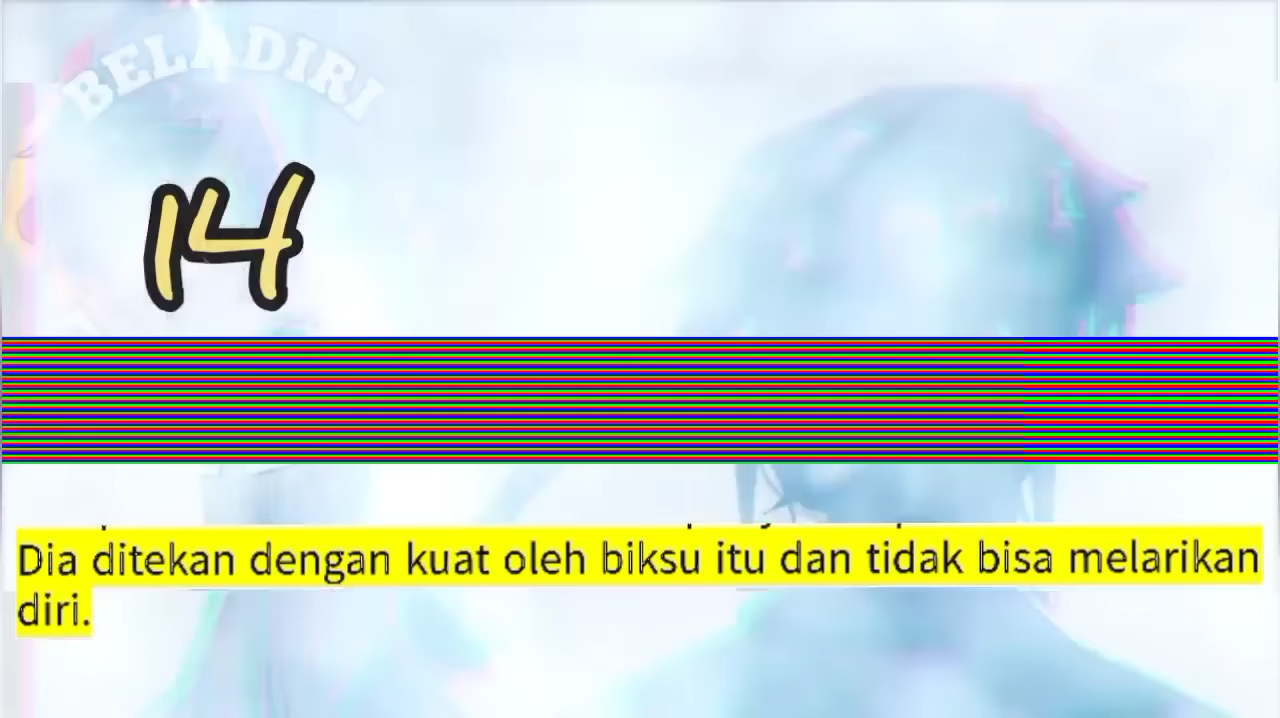 BELADIRI
14
Dia ditekan dengan kuat oleh biksu itu dan tidak bisa melarikan
diri.